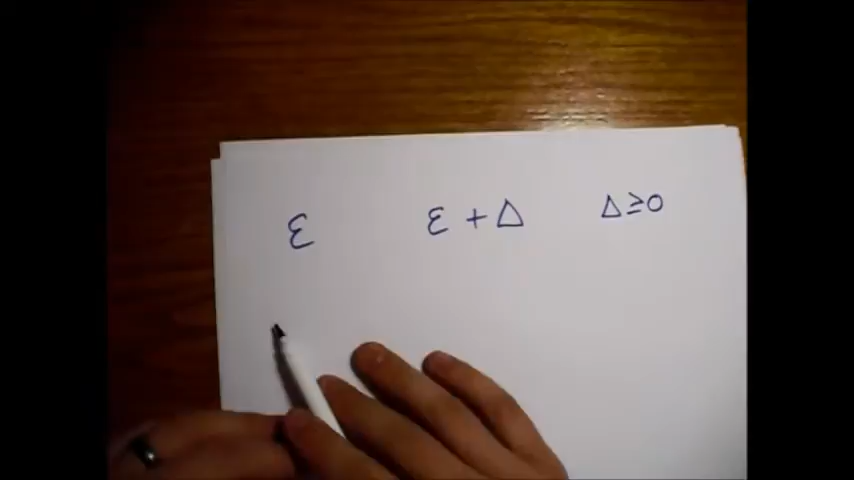 ε ε + Δ Δ ≥ 0